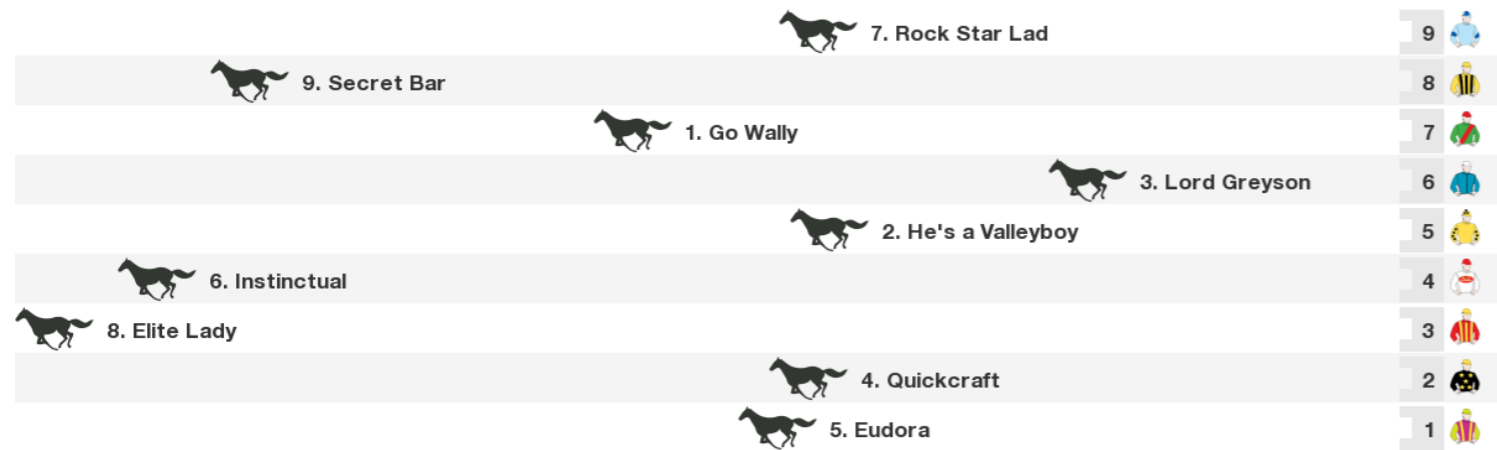 7. Rock Star Lad 9
9. Secret Bar 8
1. Go Wally 7
3. Lord Greyson 6
2. He's a Valleyboy 5
6. Instinctual 4
8. Elite Lady 3
4. Quickcraft 2
5. Eudora 1